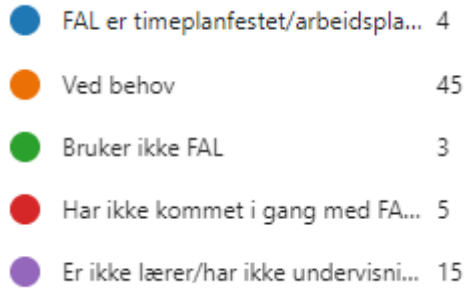 FAL er timeplanfestet/arbeidspla... 4
Ved behov 45
Bruker ikke FAL 3
Har ikke kommet i gang med FA... 5
Er ikke lærer/har ikke undervisni... 15